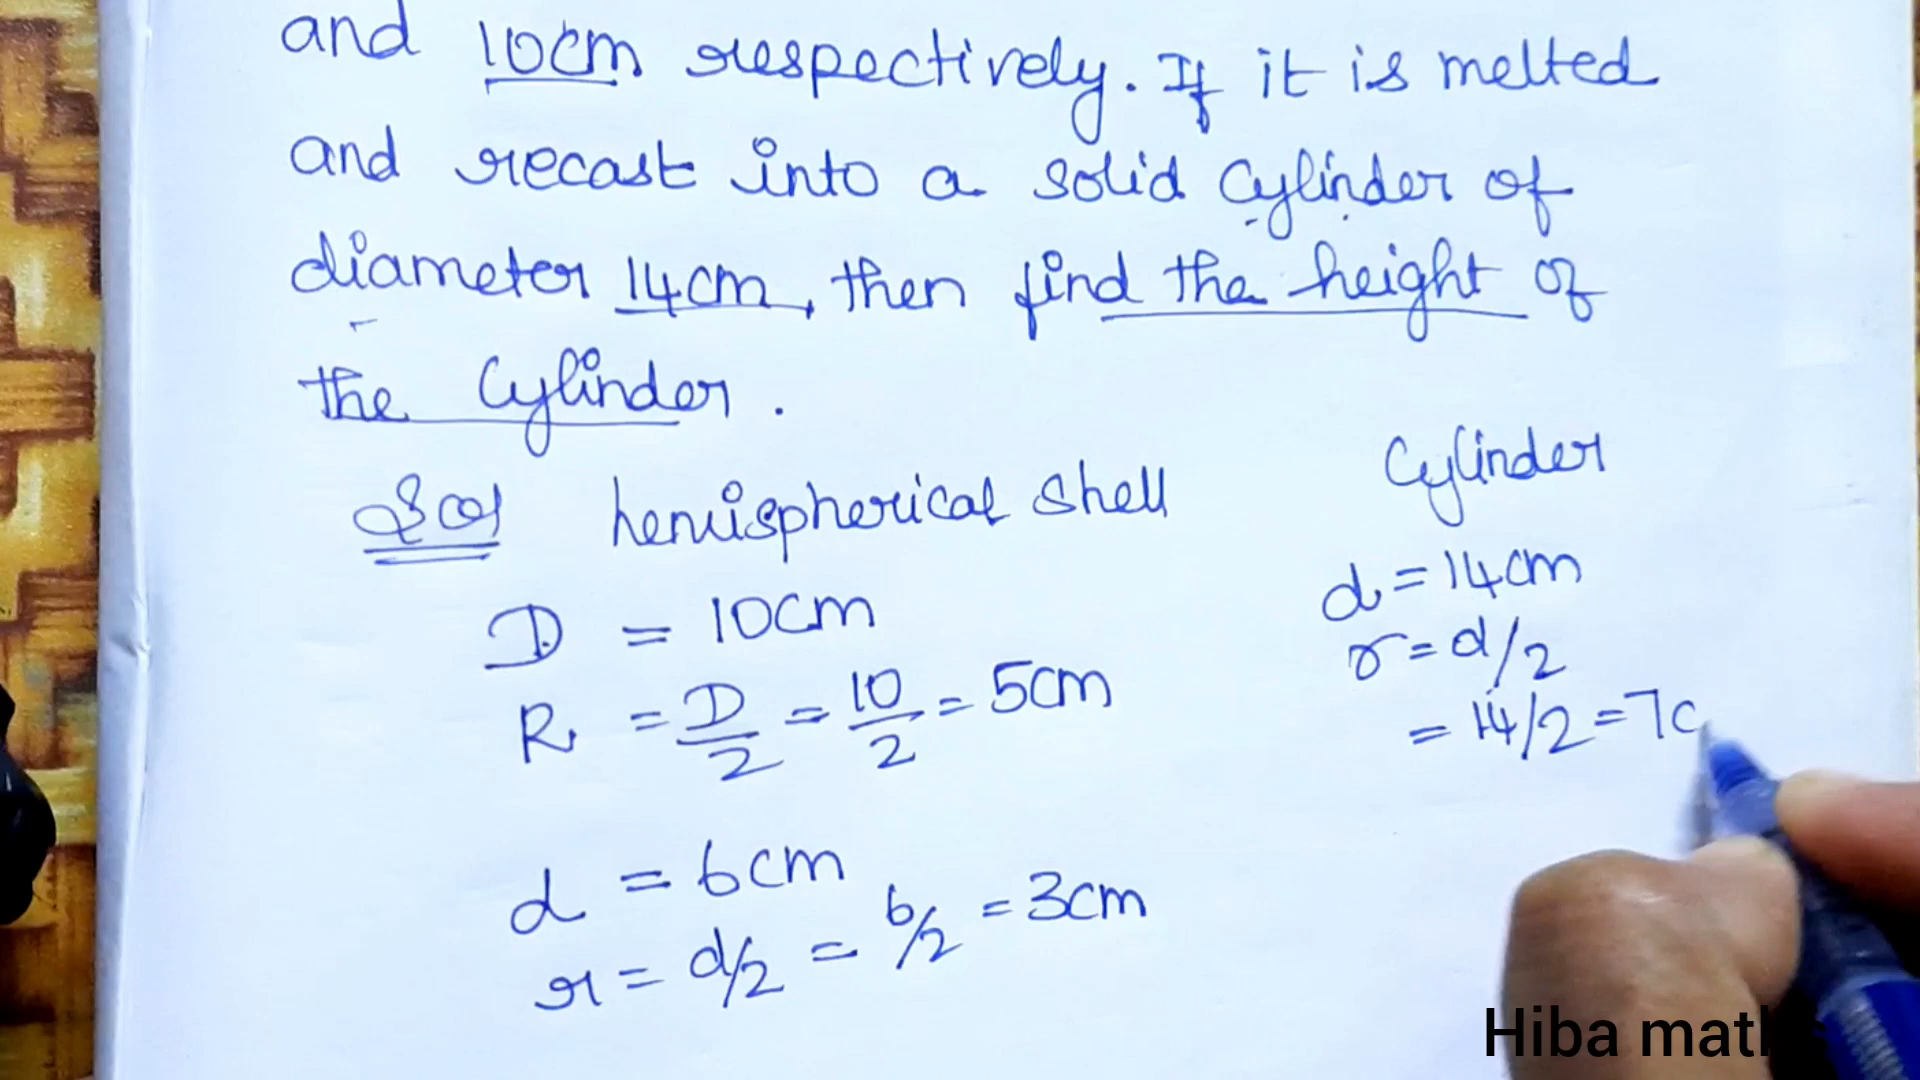 and 10cm respectively. If it is melted
and recast into a solid cylinder of
diameter 14cm, then find the height of
the cylinder.
Sol hemispherical shell
D = 10cm
R = D/2 = 10/2 = 5cm
d = 6cm
r = d/2 = 6/2 = 3cm
Cylinder
d = 14cm
r = d/2
= 14/2 = 7c
Hiba mat